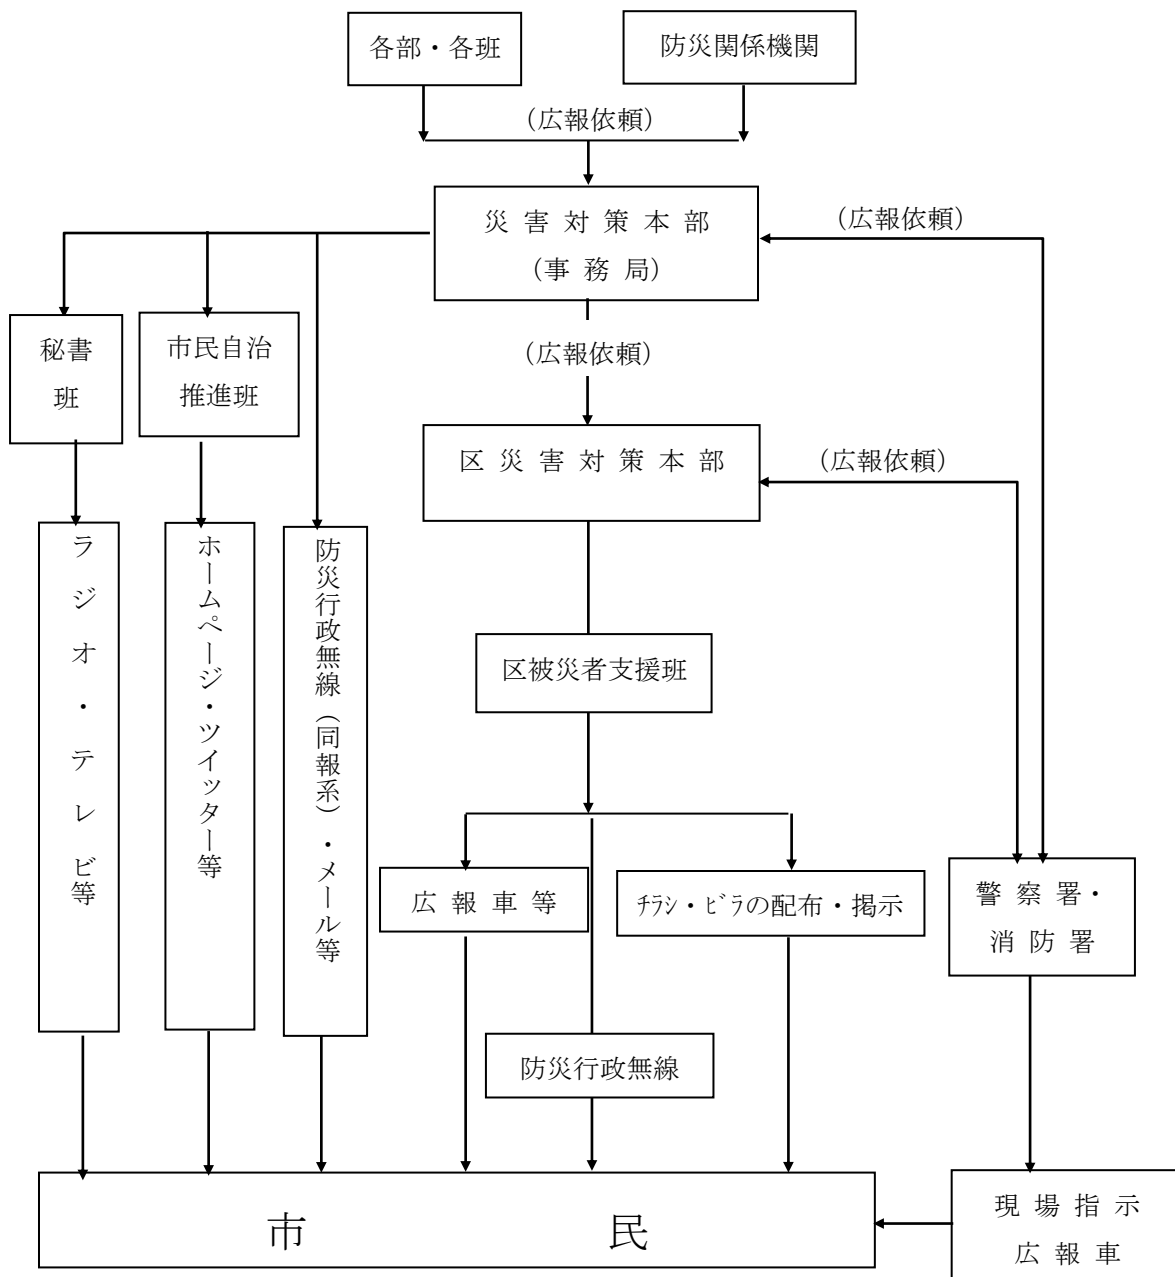 各部・各班
防災関係機関
(広報依頼)
災害対策本部
(事務局)
(広報依頼)
秘書
班
市民自治
推進班
(広報依頼)
区災害対策本部
(広報依頼)
ラジオ・テレビ等
ホームページ・ツイッター等
防災行政無線(同報系)・メール等
区被災者支援班
広報車等
ﾁﾗｼ・ﾋﾞﾗの配布・掲示
警察署・
消防署
防災行政無線
市民
現場指示
広報車